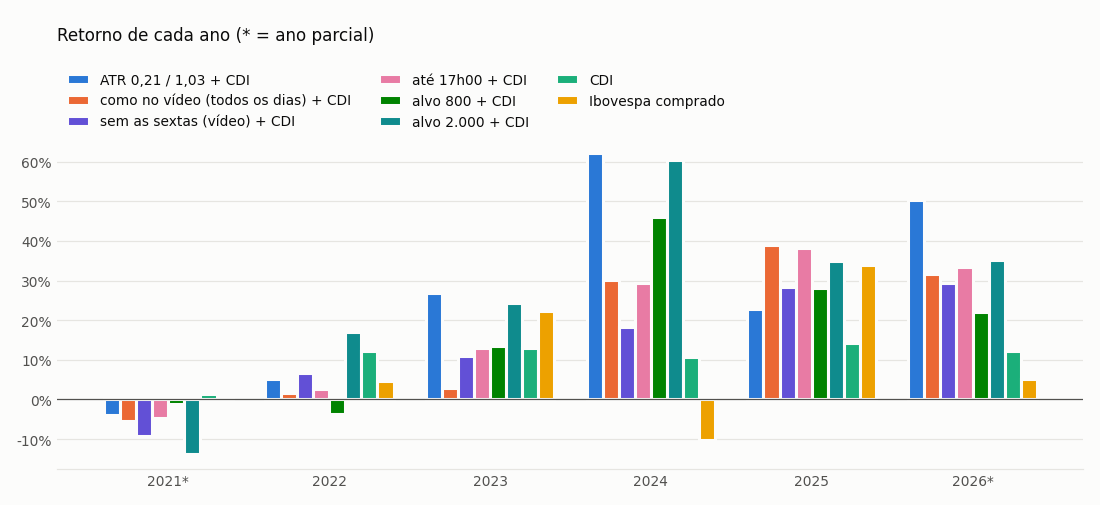 Retorno de cada ano (* = ano parcial)
ATR 0,21 / 1,03 + CDI
como no vídeo (todos os dias) + CDI
sem as sextas (vídeo) + CDI
até 17h00 + CDI
alvo 800 + CDI
alvo 2.000 + CDI
CDI
Ibovespa comprado
60%
50%
40%
30%
20%
10%
0%
-10%
2021*
2022
2023
2024
2025
2026*